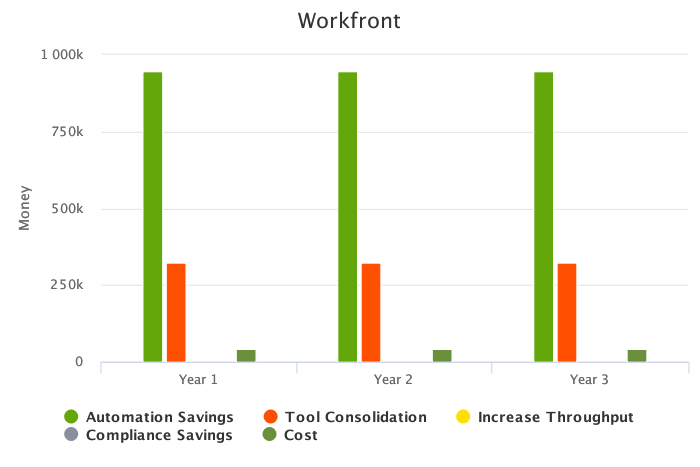 Workfront
1 000k
750k
500k
250k
0
Money
Year 1
Year 2
Year 3
Automation Savings
Tool Consolidation
Increase Throughput
Compliance Savings
Cost